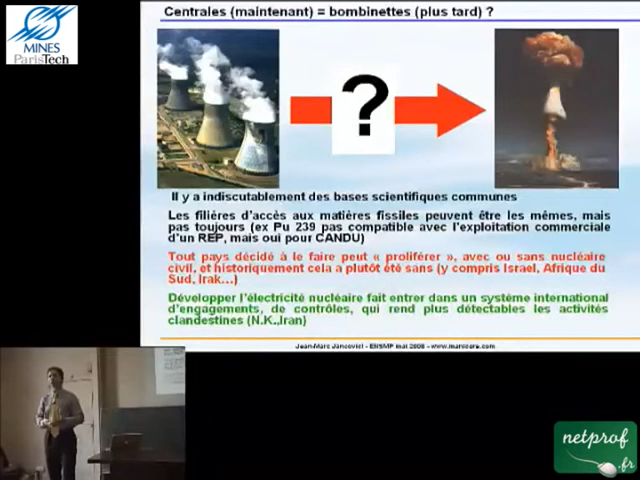 MINES
ParisTech
Centrales (maintenant) = bombinettes (plus tard) ?
?
Il y a indiscutablement des bases scientifiques communes
Les filières d'accès aux matières fissiles peuvent être les mêmes, mais
pas toujours (ex Pu 239 pas compatible avec l'exploitation commerciale
d'un REP, mais oui pour CANDU)
Tout pays décidé à le faire peut « proliférer », avec ou sans nucléaire
civil, et historiquement cela a plutôt été sans (y compris Israel, Afrique du
Sud, Irak...)
Développer l'électricité nucléaire fait entrer dans un système international
d'engagements, de contrôles, qui rend plus détectables les activités
clandestines (N.K.,Iran)
Jean-Marc Jancovici - ENSMP mai 2008 - www.manicore.com
netprof
.fr